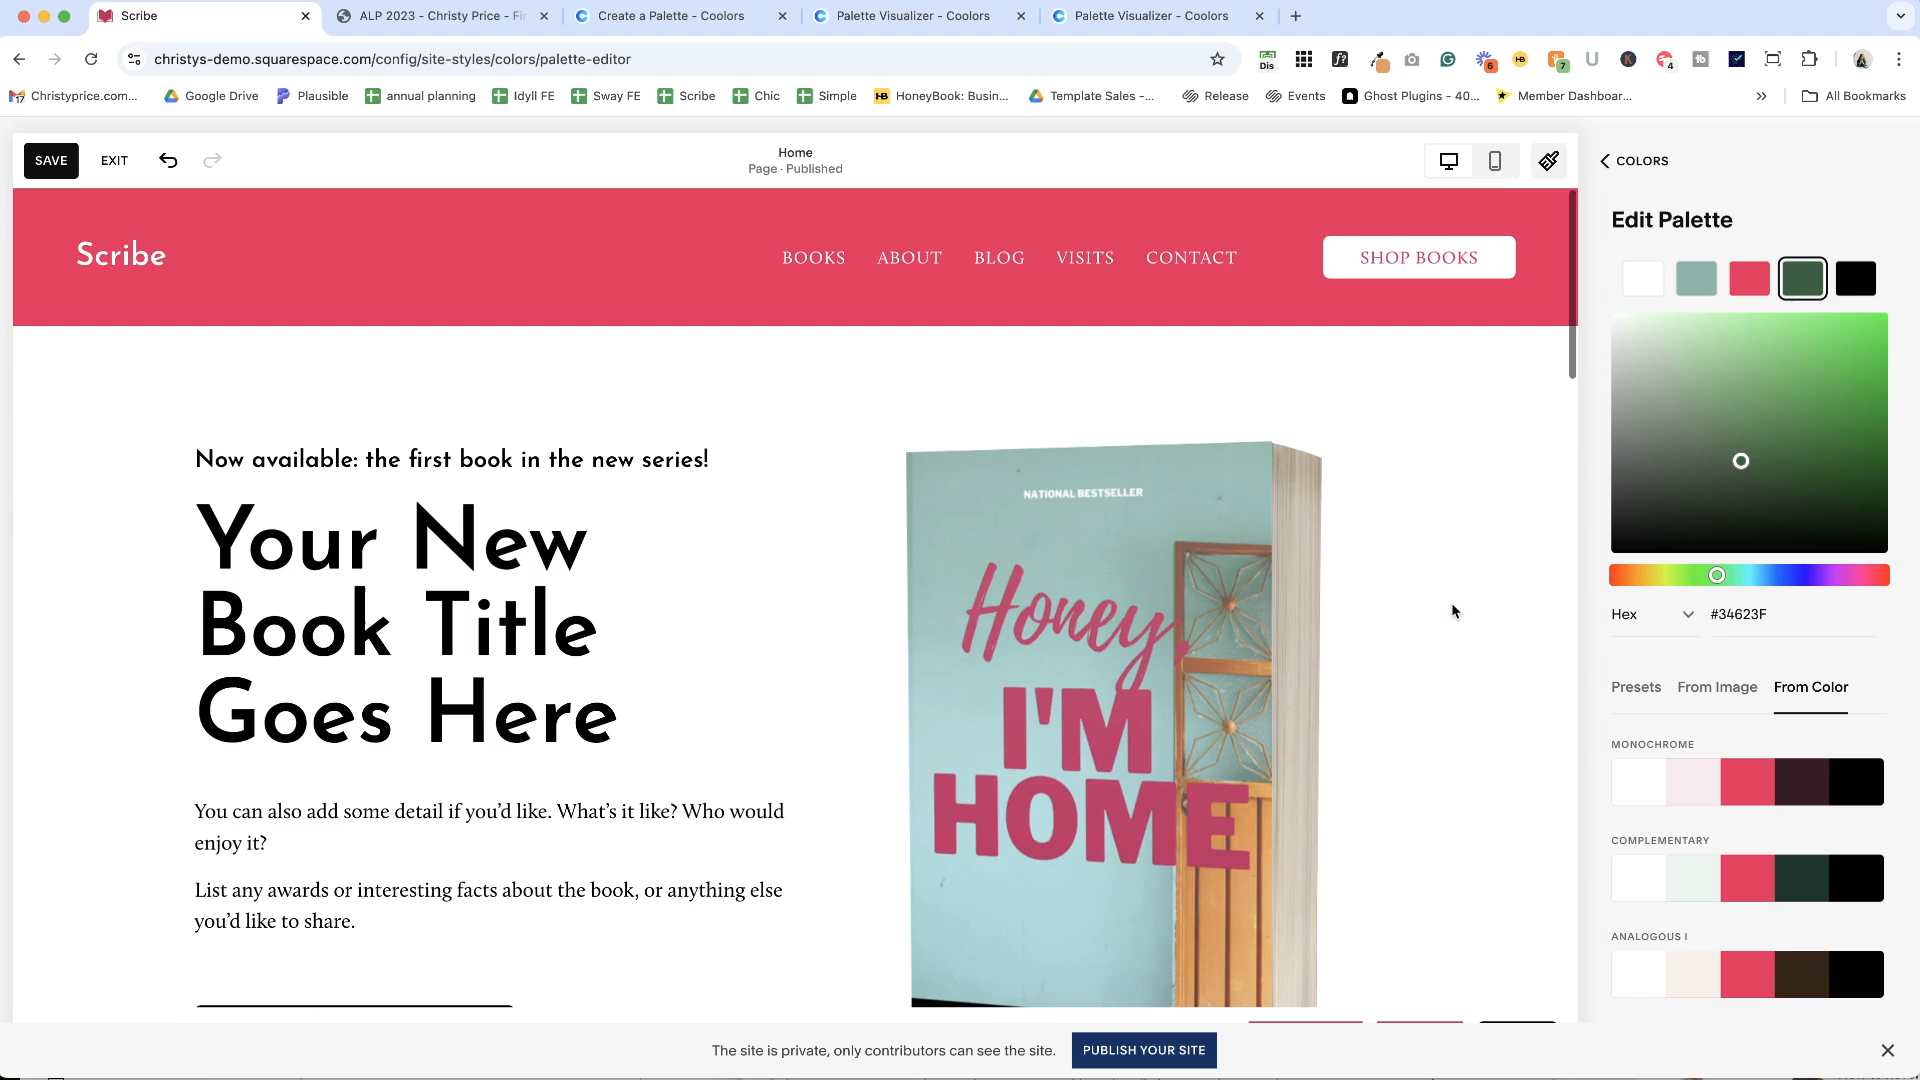 Scribe
ALP 2023 - Christy Price - Fir
Create a Palette - Coolors
Palette Visualizer - Coolors
Palette Visualizer - Coolors
christys-demo.squarespace.com/config/site-styles/colors/palette-editor
Dis
6
7
4
Christyprice.com...
Google Drive
Plausible
annual planning
Idyll FE
Sway FE
Scribe
Chic
Simple
HoneyBook: Busin...
Template Sales -...
Release
Events
Ghost Plugins - 40...
Member Dashboar...
All Bookmarks
SAVE
EXIT
Home
Page · Published
COLORS
Edit Palette
Scribe
BOOKS
ABOUT
BLOG
VISITS
CONTACT
SHOP BOOKS
Now available: the first book in the new series!
Your New
Book Title
Goes Here
You can also add some detail if you'd like. What's it like? Who would
enjoy it?
List any awards or interesting facts about the book, or anything else
you'd like to share.
NATIONAL BESTSELLER
Honey,
I'M
HOME
Hex
#34623F
Presets
From Image
From Color
MONOCHROME
COMPLEMENTARY
ANALOGOUS I
The site is private, only contributors can see the site.
PUBLISH YOUR SITE